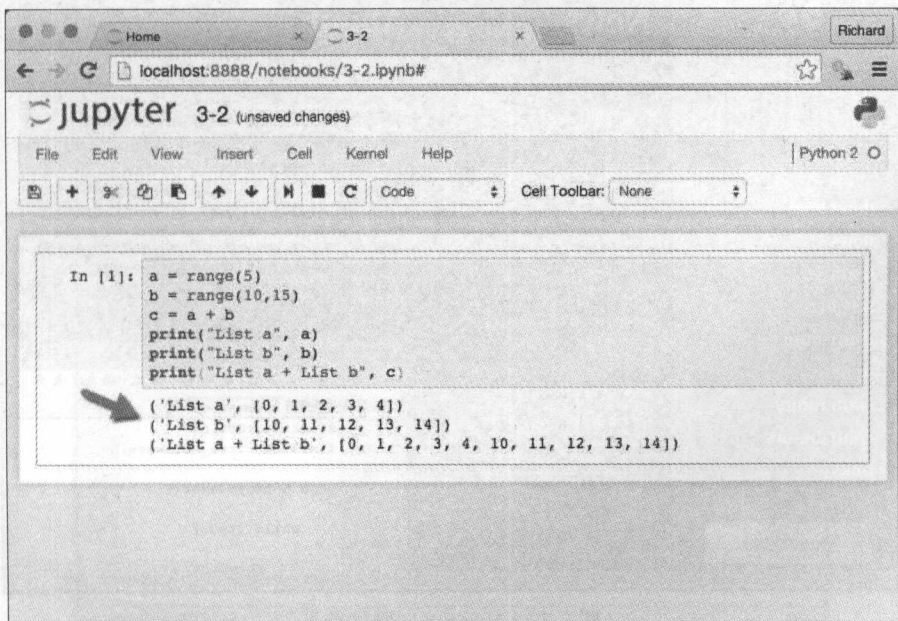 Home
3-2
Richard
localhost:8888/notebooks/3-2.ipynb#
jupyter 3-2 (unsaved changes)
File Edit View Insert Cell Kernel Help
Python 2
Code
Cell Toolbar: None
In [1]: a = range(5)
b = range(10,15)
c = a + b
print("List a", a)
print("List b", b)
print("List a + List b", c)
('List a', [0, 1, 2, 3, 4])
('List b', [10, 11, 12, 13, 14])
('List a + List b', [0, 1, 2, 3, 4, 10, 11, 12, 13, 14])